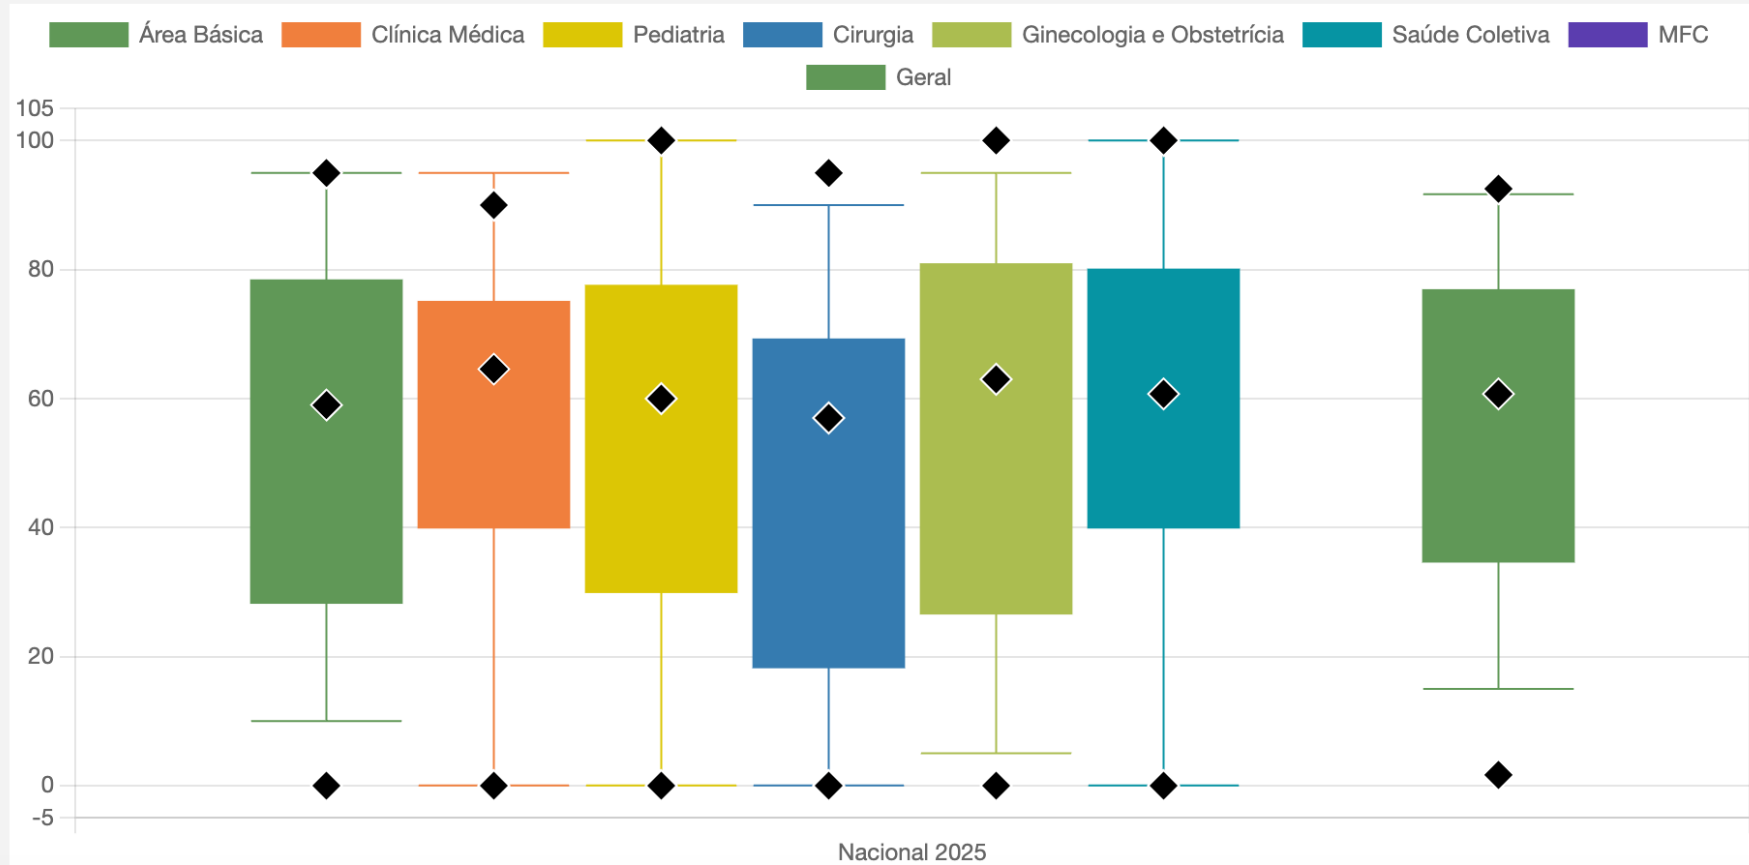 Área Básica Clínica Médica Pediatria Cirurgia Ginecologia e Obstetrícia Saúde Coletiva MFC
Geral
105
100
80
60
40
20
0
-5
Nacional 2025